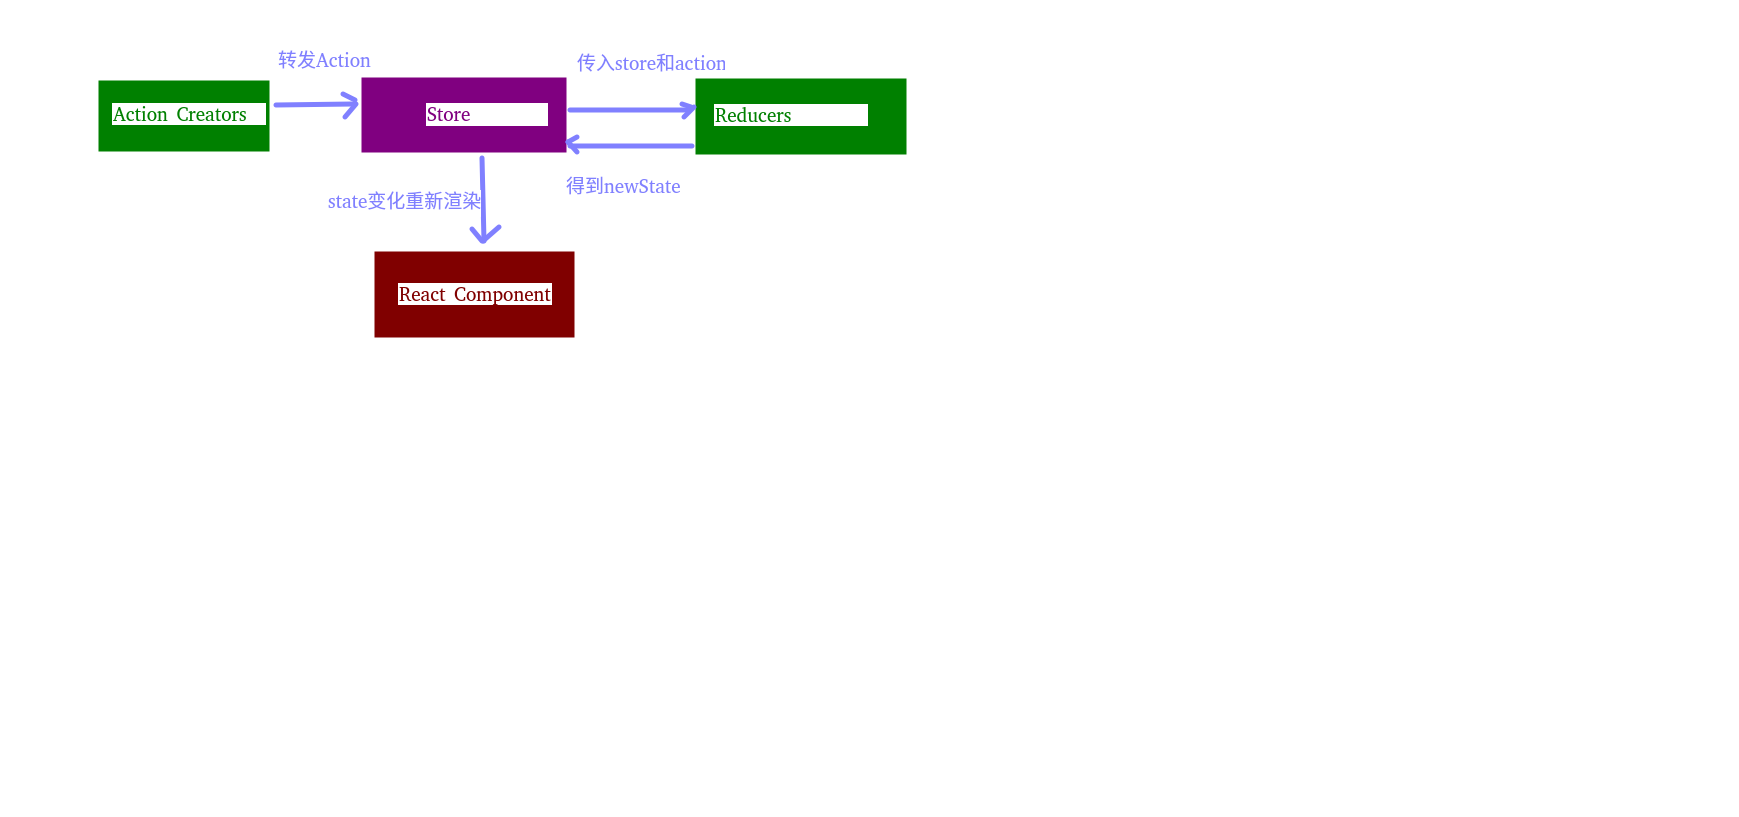 转发Action
传入store和action
Action Creators
Store
Reducers
得到newState
state变化重新渲染
React Component